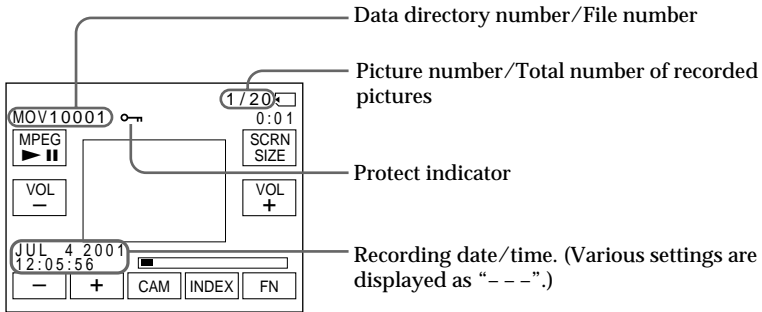 Data directory number/File number
Picture number/Total number of recorded
pictures
1/20
MOV10001
0:01
MPEG
SCRN
SIZE
Protect indicator
VOL
−
VOL
+
JUL 4 2001
12:05:56
Recording date/time. (Various settings are
displayed as “– – –”.)
− + CAM INDEX FN